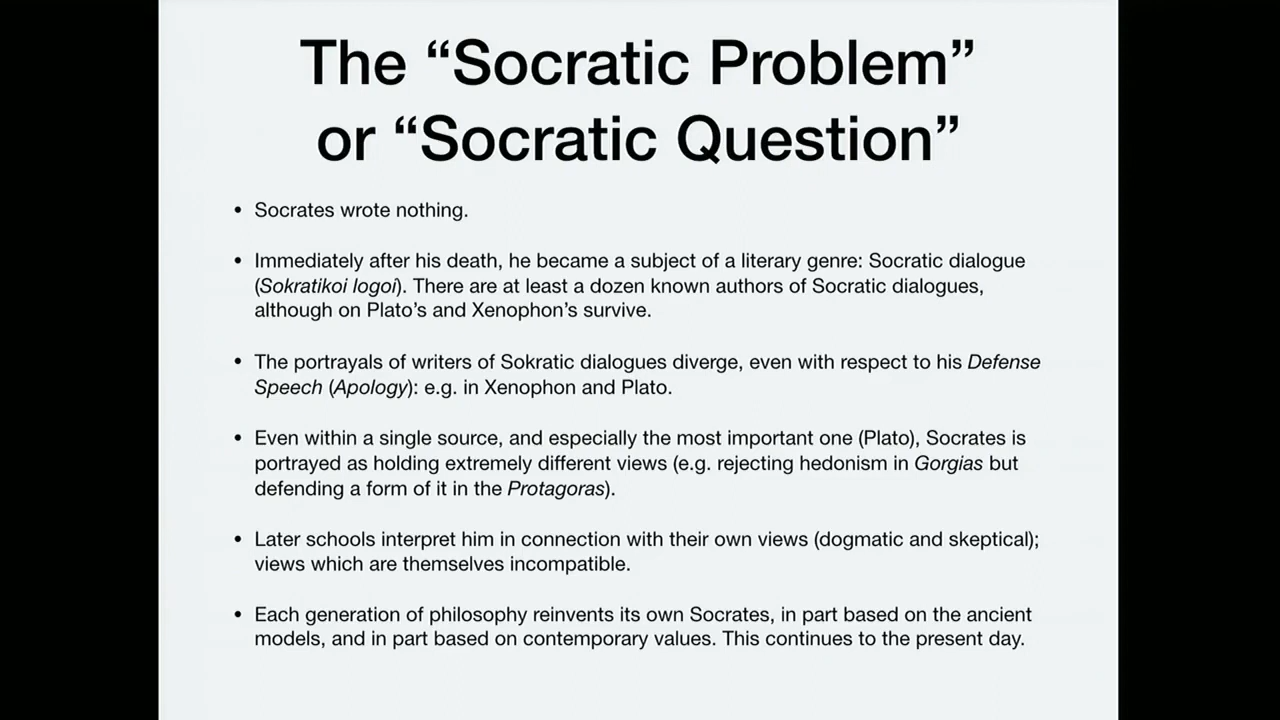 The “Socratic Problem”
or “Socratic Question”
• Socrates wrote nothing.
• Immediately after his death, he became a subject of a literary genre: Socratic dialogue
(Sokratikoi logoi). There are at least a dozen known authors of Socratic dialogues,
although on Plato’s and Xenophon’s survive.
• The portrayals of writers of Sokratic dialogues diverge, even with respect to his Defense
Speech (Apology): e.g. in Xenophon and Plato.
• Even within a single source, and especially the most important one (Plato), Socrates is
portrayed as holding extremely different views (e.g. rejecting hedonism in Gorgias but
defending a form of it in the Protagoras).
• Later schools interpret him in connection with their own views (dogmatic and skeptical);
views which are themselves incompatible.
• Each generation of philosophy reinvents its own Socrates, in part based on the ancient
models, and in part based on contemporary values. This continues to the present day.